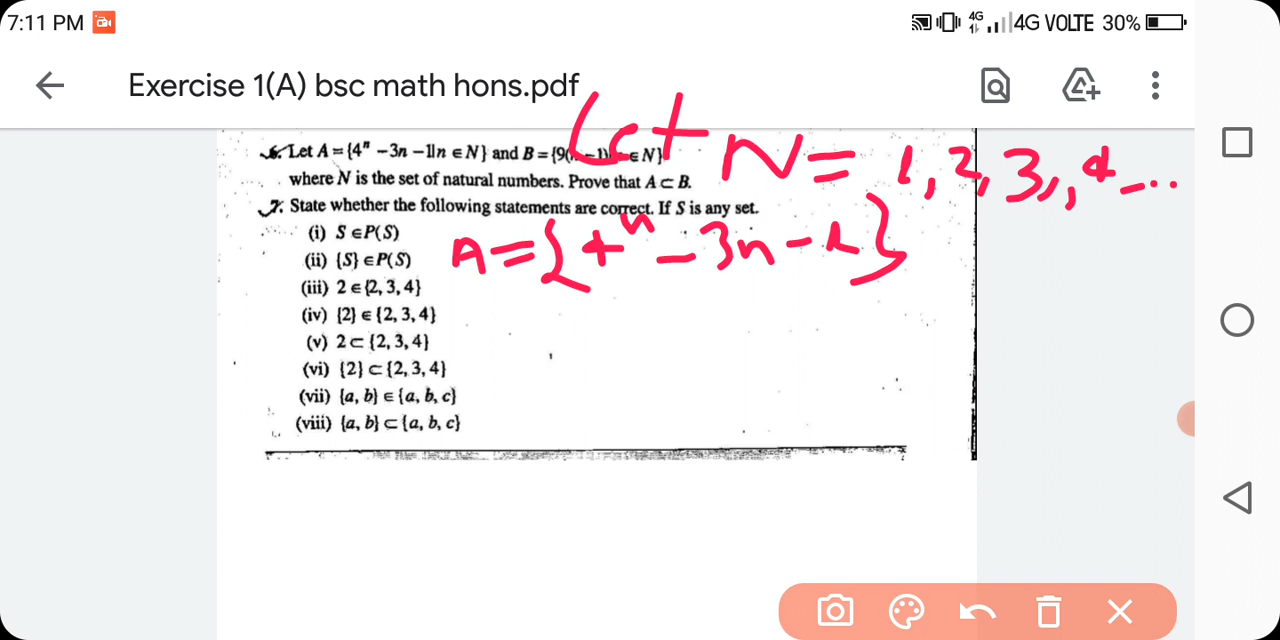 7:11 PM 4G 4G VOLTE 30%
Exercise 1(A) bsc math hons.pdf
Let N = 1, 2, 3, , 4 - ...
6. Let A = {4ⁿ −3n −1|n ∈ N} and B = {9( −1) ∈ N}
where N is the set of natural numbers. Prove that A ⊂ B.
7. State whether the following statements are correct. If S is any set.
A = {4ⁿ - 3n - 1}
(i) S ∈ P(S)
(ii) {S} ∈ P(S)
(iii) 2 ∈ {2, 3, 4}
(iv) {2} ∈ {2, 3, 4}
(v) 2 ⊂ {2, 3, 4}
(vi) {2} ⊂ {2, 3, 4}
(vii) {a, b} ∈ {a, b, c}
(viii) {a, b} ⊂ {a, b, c}